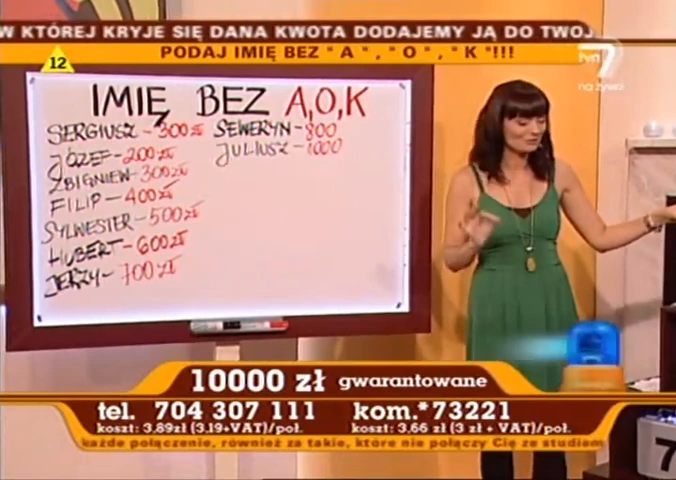 W KTÓREJ KRYJE SIĘ DANA KWOTA DODAJEMY JĄ DO TWOJ
PODAJ IMIĘ BEZ " A " , " O " , " K "!!!
12
tvn 7
na żywo
IMIĘ BEZ A,O,K
SERGIUSZ - 300 zł
SEWERYN - 800
JÓZEF - 200 zł
JULIUSZ - 1000
ZBIGNIEW - 300 zł
FILIP - 400 zł
SYLWESTER - 500 zł
HUBERT - 600 zł
JERZY - 700 zł
10000 zł gwarantowane
tel. 704 307 111 kom.*73221
koszt: 3,89zł (3,19+VAT)/poł. koszt: 3,66 zł (3 zł + VAT)/poł.
każde połączenie, również za takie, które nie połączy Cię ze studiem
7